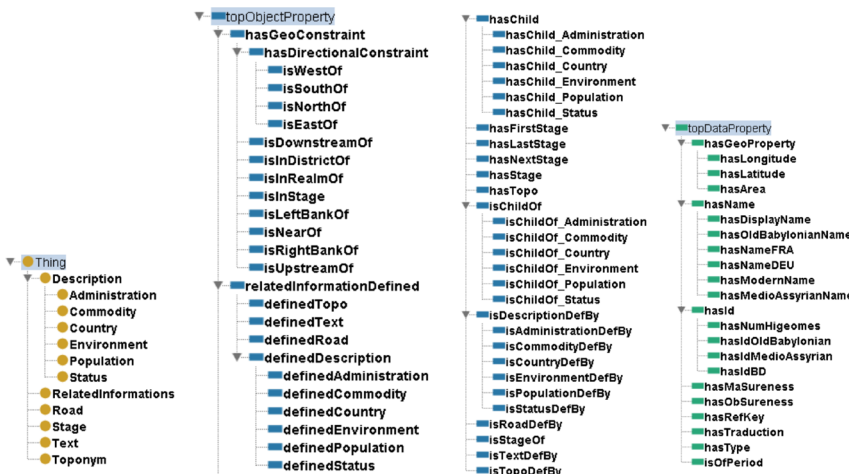 Thing
Description
Administration
Commodity
Country
Environment
Population
Status
RelatedInformations
Road
Stage
Text
Toponym
topObjectProperty
hasGeoConstraint
hasDirectionalConstraint
isWestOf
isSouthOf
isNorthOf
isEastOf
isDownstreamOf
isInDistrictOf
isInRealmOf
isInStage
isLeftBankOf
isNearOf
isRightBankOf
isUpstreamOf
relatedInformationDefined
definedTopo
definedText
definedRoad
definedDescription
definedAdministration
definedCommodity
definedCountry
definedEnvironment
definedPopulation
definedStatus
hasChild
hasChild_Administration
hasChild_Commodity
hasChild_Country
hasChild_Environment
hasChild_Population
hasChild_Status
hasFirstStage
hasLastStage
hasNextStage
hasStage
hasTopo
isChildOf
isChildOf_Administration
isChildOf_Commodity
isChildOf_Country
isChildOf_Environment
isChildOf_Population
isChildOf_Status
isDescriptionDefBy
isAdministrationDefBy
isCommodityDefBy
isCountryDefBy
isEnvironmentDefBy
isPopulationDefBy
isStatusDefBy
isRoadDefBy
isStageOf
isTextDefBy
isTopoDefBy
topDataProperty
hasGeoProperty
hasLongitude
hasLatitude
hasArea
hasName
hasDisplayName
hasOldBabylonianName
hasNameFRA
hasNameDEU
hasModernName
hasMedioAssyrianName
hasId
hasNumHigeomes
hasIdOldBabylonian
hasIdMedioAssyrian
hasIdBD
hasMaSureness
hasObSureness
hasRefKey
hasTraduction
hasType
isOfPeriod